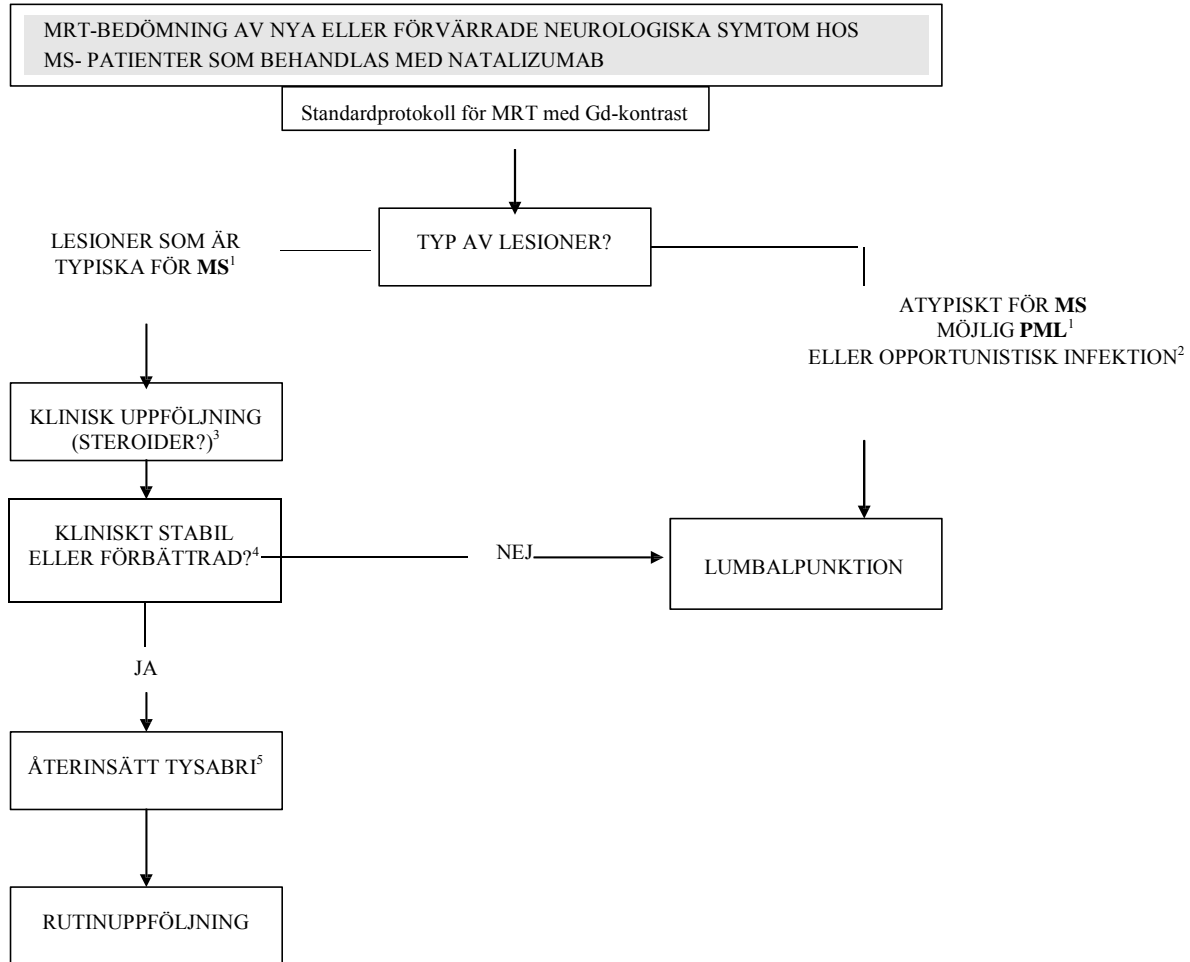 MRT-BEDÖMNING AV NYA ELLER FÖRVÄRRADE NEUROLOGISKA SYMTOM HOS
MS- PATIENTER SOM BEHANDLAS MED NATALIZUMAB
Standardprotokoll för MRT med Gd-kontrast
TYP AV LESIONER?
LESIONER SOM ÄR
TYPISKA FÖR MS¹
ATYPISKT FÖR MS
MÖJLIG PML¹
ELLER OPPORTUNISTISK INFEKTION²
KLINISK UPPFÖLJNING
(STEROIDER?)³
KLINISKT STABIL
ELLER FÖRBÄTTRAD?⁴
NEJ
LUMBALPUNKTION
JA
ÅTERINSÄTT TYSABRI⁵
RUTINUPPFÖLJNING